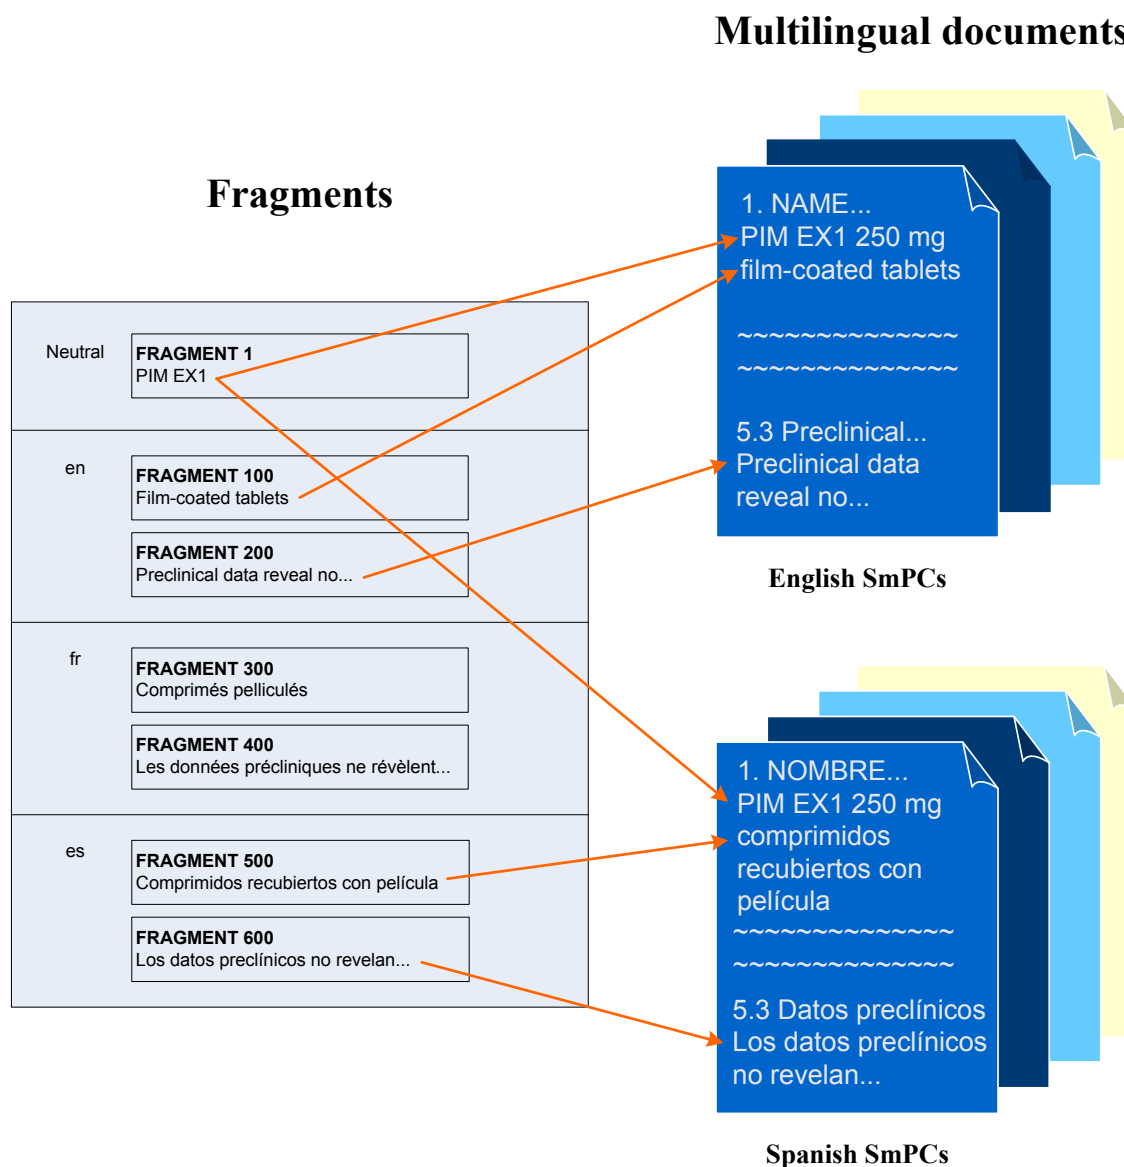 Multilingual documents
Fragments
Neutral
FRAGMENT 1
PIM EX1
en
FRAGMENT 100
Film-coated tablets
FRAGMENT 200
Preclinical data reveal no...
fr
FRAGMENT 300
Comprimés pelliculés
FRAGMENT 400
Les données précliniques ne révèlent...
es
FRAGMENT 500
Comprimidos recubiertos con película
FRAGMENT 600
Los datos preclínicos no revelan...
1. NAME...
PIM EX1 250 mg
film-coated tablets
~~~~~~~~~~~~~~
~~~~~~~~~~~~~~
5.3 Preclinical...
Preclinical data
reveal no...
English SmPCs
1. NOMBRE...
PIM EX1 250 mg
comprimidos
recubiertos con
película
~~~~~~~~~~~~~~
~~~~~~~~~~~~~~
5.3 Datos preclínicos
Los datos preclínicos
no revelan...
Spanish SmPCs